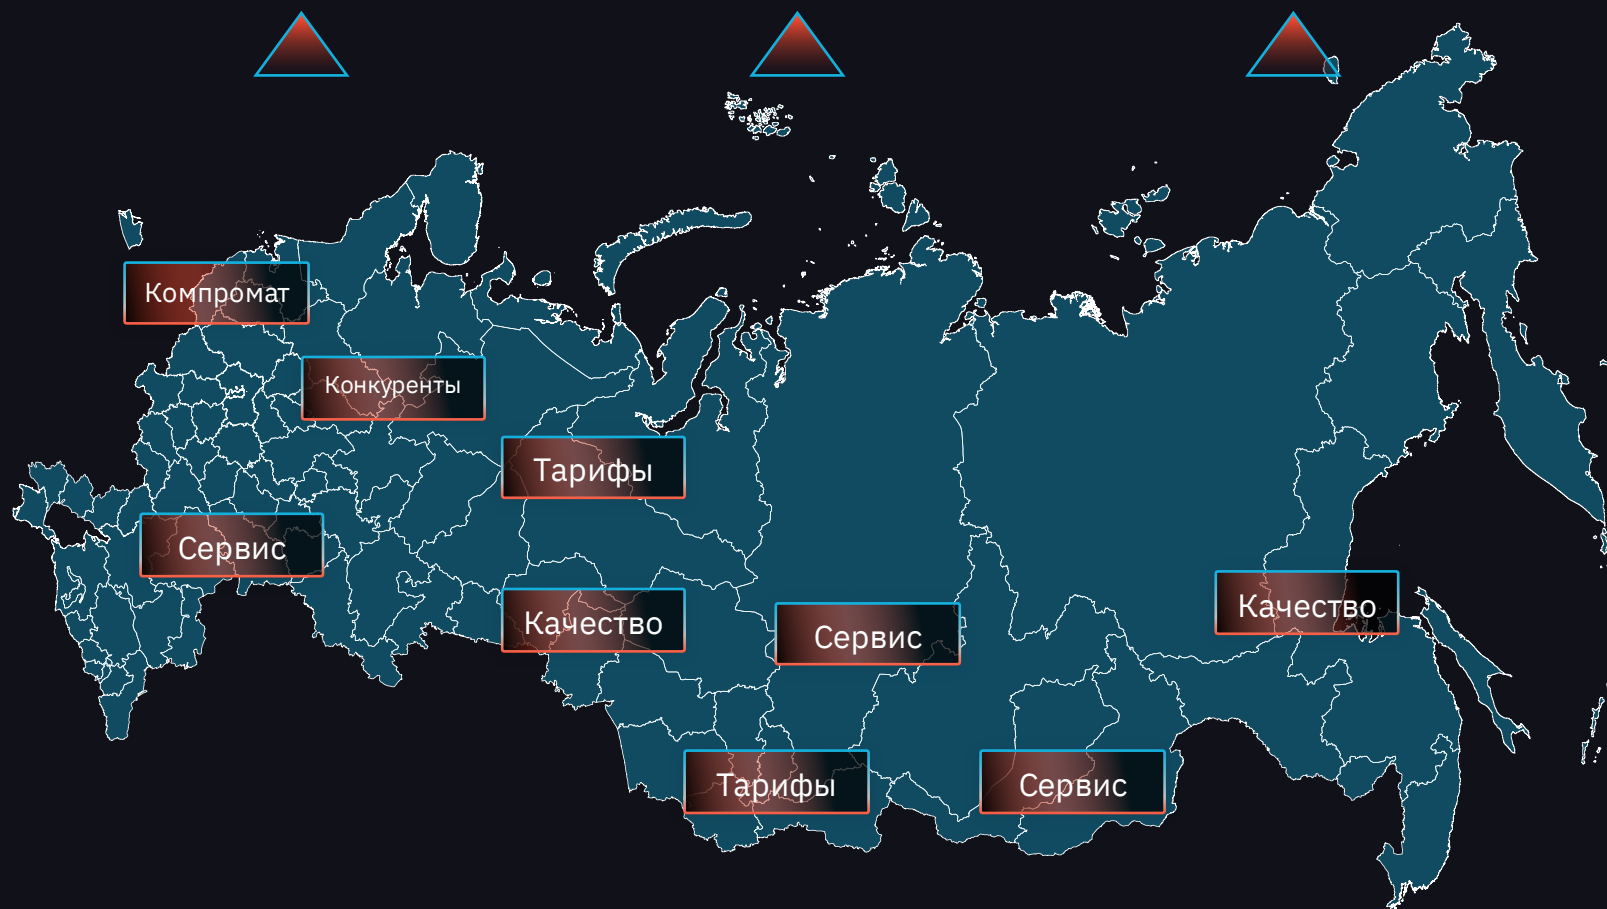 Компромат
Конкуренты
Тарифы
Сервис
Качество
Сервис
Качество
Тарифы
Сервис